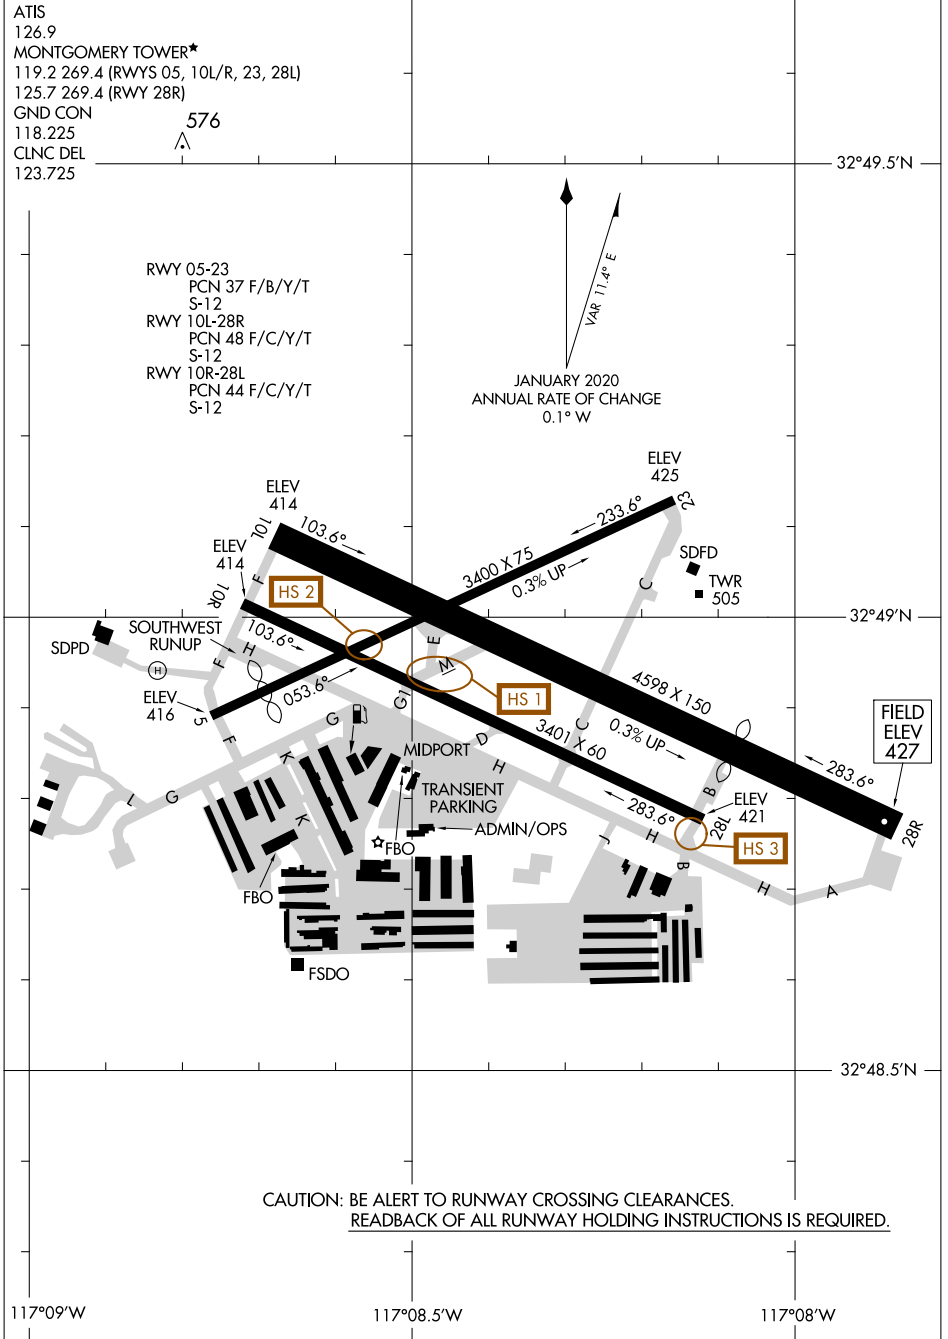 ATIS
126.9
MONTGOMERY TOWER★
119.2 269.4 (RWYS 05, 10L/R, 23, 28L)
125.7 269.4 (RWY 28R)
GND CON
118.225
CLNC DEL
123.725
576
32°49.5'N
VAR 11.4° E
JANUARY 2020
ANNUAL RATE OF CHANGE
0.1° W
RWY 05-23
PCN 37 F/B/Y/T
S-12
RWY 10L-28R
PCN 48 F/C/Y/T
S-12
RWY 10R-28L
PCN 44 F/C/Y/T
S-12
ELEV
425
23
233.6°
ELEV
414
10L
103.6°
3400 X 75
0.3% UP
ELEV
414
10R
F
HS 2
C
SDFD
TWR
505
32°49'N
SDPD
SOUTHWEST
RUNUP
103.6°
H
F
H
E
M
HS 1
053.6°
ELEV
416
5
F
G1
G
K
K
4598 X 150
0.3% UP
C
D
H
3401 X 60
FIELD
ELEV
427
283.6°
MIDPORT
TRANSIENT
PARKING
B
L
G
283.6°
ELEV
421
28L
28R
ADMIN/OPS
FBO
FBO
J
H
B
HS 3
H
A
FSDO
32°48.5'N
CAUTION: BE ALERT TO RUNWAY CROSSING CLEARANCES.
READBACK OF ALL RUNWAY HOLDING INSTRUCTIONS IS REQUIRED.
117°09'W
117°08.5'W
117°08'W